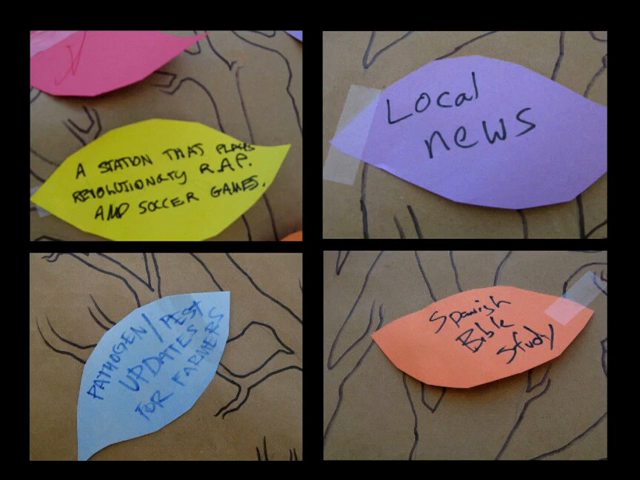 A STATION THAT PLAYS
REVOLUTIONARY RAP.
AND SOCCER GAMES.
Local
news
PATHOGEN/PEST
UPDATES
FOR FARMERS
Spanish
Bible
Study